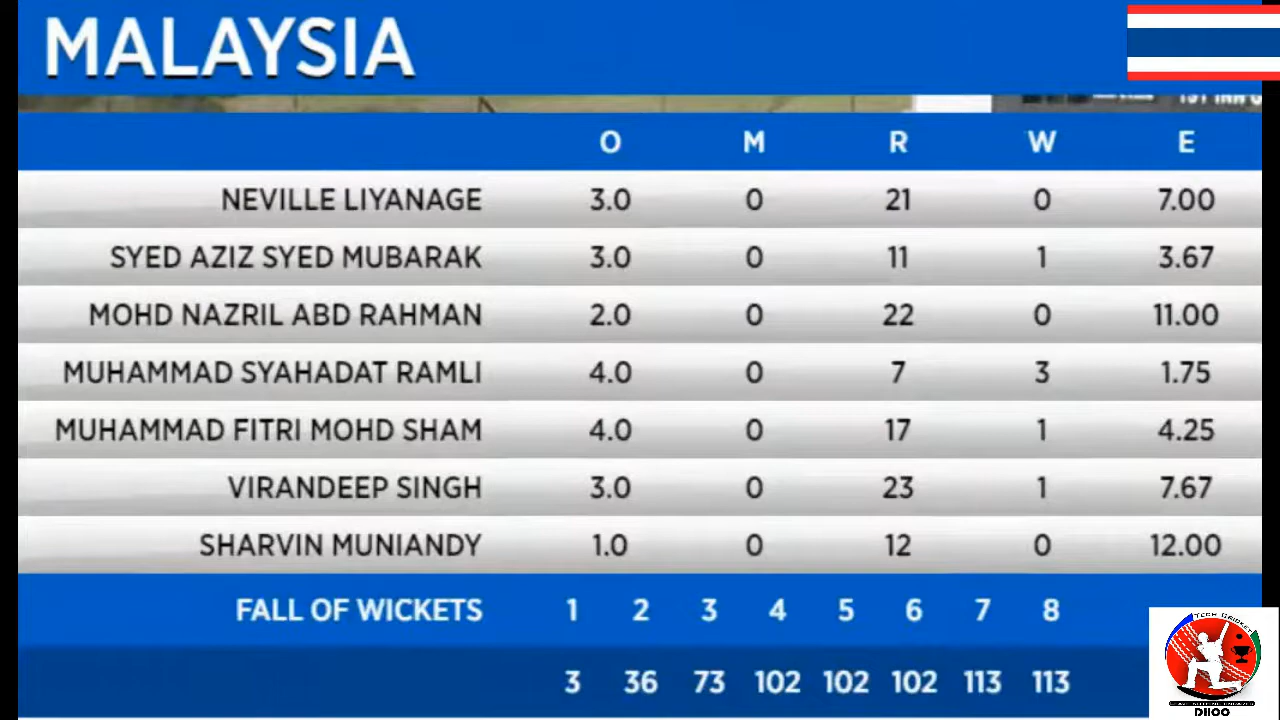 MALAYSIA
O M R W E
NEVILLE LIYANAGE 3.0 0 21 0 7.00
SYED AZIZ SYED MUBARAK 3.0 0 11 1 3.67
MOHD NAZRIL ABD RAHMAN 2.0 0 22 0 11.00
MUHAMMAD SYAHADAT RAMLI 4.0 0 7 3 1.75
MUHAMMAD FITRI MOHD SHAM 4.0 0 17 1 4.25
VIRANDEEP SINGH 3.0 0 23 1 7.67
SHARVIN MUNIANDY 1.0 0 12 0 12.00
FALL OF WICKETS 1 2 3 4 5 6 7 8
3 36 73 102 102 102 113 113
TECH CRICKET
DIIOO